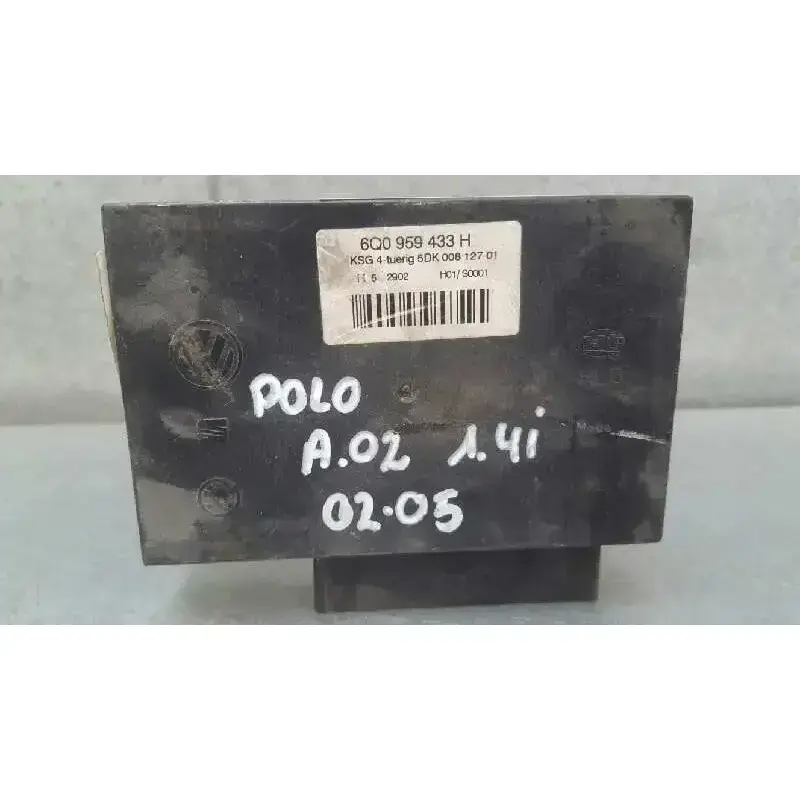 6Q0 959 433 H
KSG 4-tuerig 5DK 008 127 01
2902 H01/S0001
POLO
A.02 1.4i
02.05